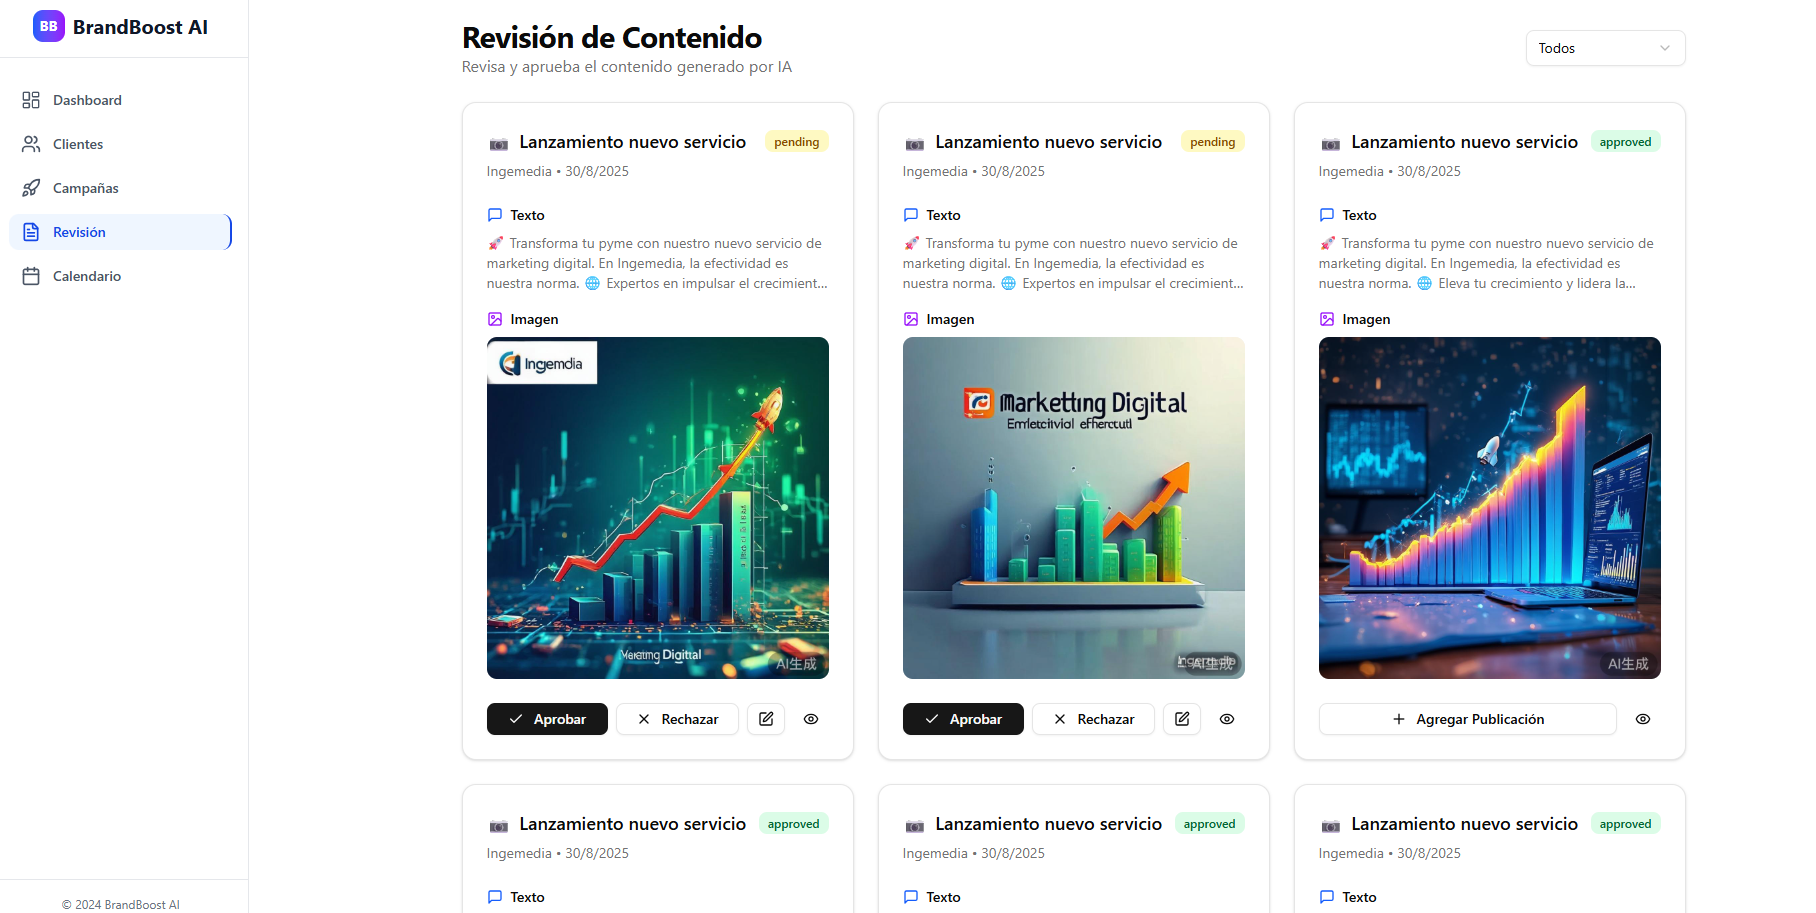 BB BrandBoost AI
Dashboard
Clientes
Campañas
Revisión
Calendario
© 2024 BrandBoost AI
Revisión de Contenido
Revisa y aprueba el contenido generado por IA
Todos
Lanzamiento nuevo servicio pending
Ingemedia • 30/8/2025
Texto
🚀 Transforma tu pyme con nuestro nuevo servicio de
marketing digital. En Ingemedia, la efectividad es
nuestra norma. 🌐 Expertos en impulsar el crecimient...
Imagen
Ingemdia
Digittal
AI生成
Aprobar
Rechazar
Lanzamiento nuevo servicio pending
Ingemedia • 30/8/2025
Texto
🚀 Transforma tu pyme con nuestro nuevo servicio de
marketing digital. En Ingemedia, la efectividad es
nuestra norma. 🌐 Expertos en impulsar el crecimient...
Imagen
Marketting Digital
AI生成
Aprobar
Rechazar
Lanzamiento nuevo servicio approved
Ingemedia • 30/8/2025
Texto
🚀 Transforma tu pyme con nuestro nuevo servicio de
marketing digital. En Ingemedia, la efectividad es
nuestra norma. 🌐 Eleva tu crecimiento y lidera la...
Imagen
AI生成
Agregar Publicación
Lanzamiento nuevo servicio approved
Ingemedia • 30/8/2025
Texto
Lanzamiento nuevo servicio approved
Ingemedia • 30/8/2025
Texto
Lanzamiento nuevo servicio approved
Ingemedia • 30/8/2025
Texto